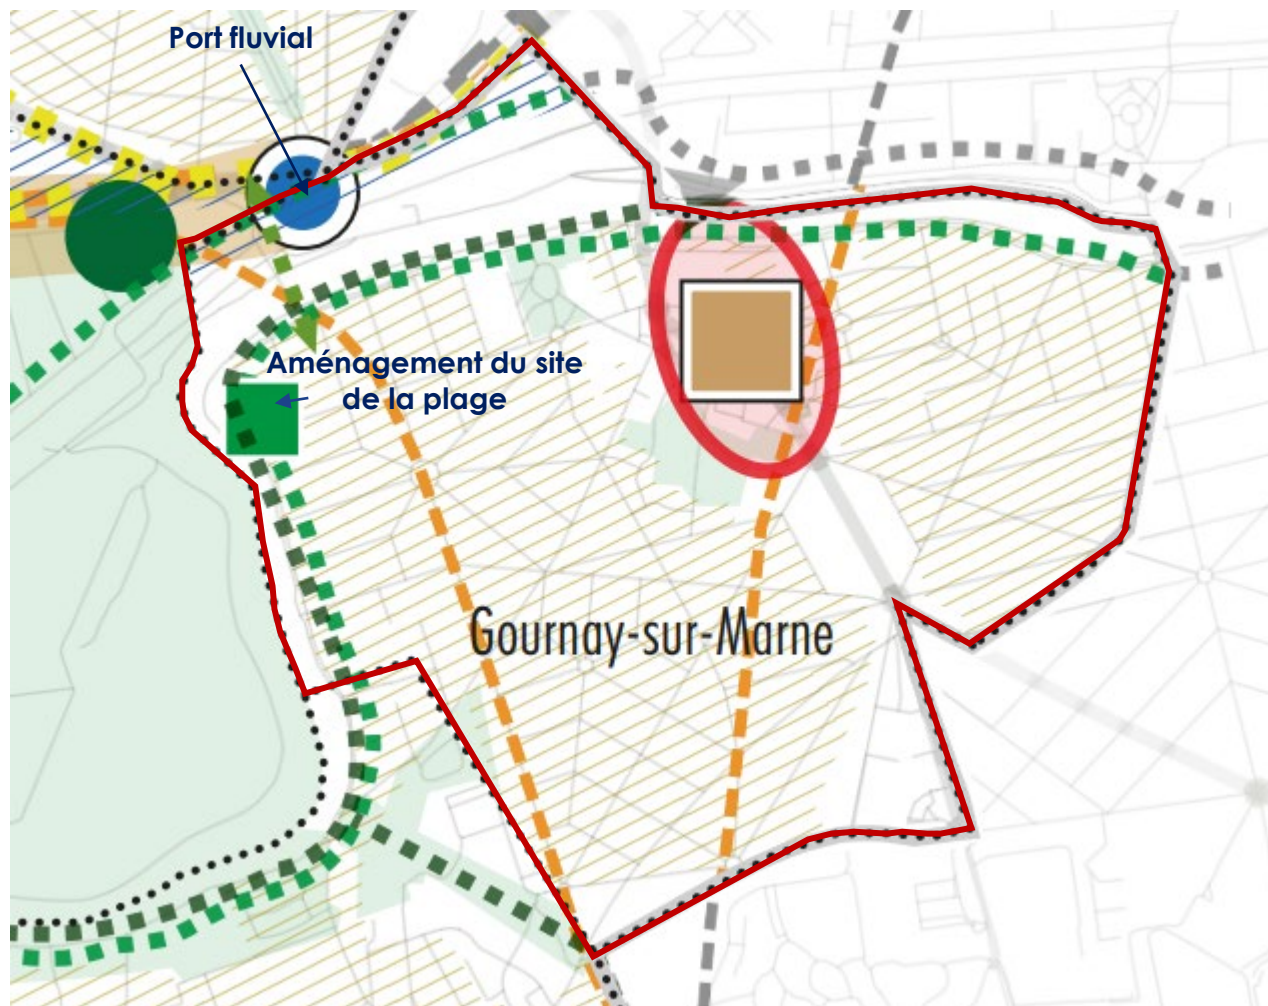 Port fluvial
Aménagement du site
de la plage
Gournay-sur-Marne